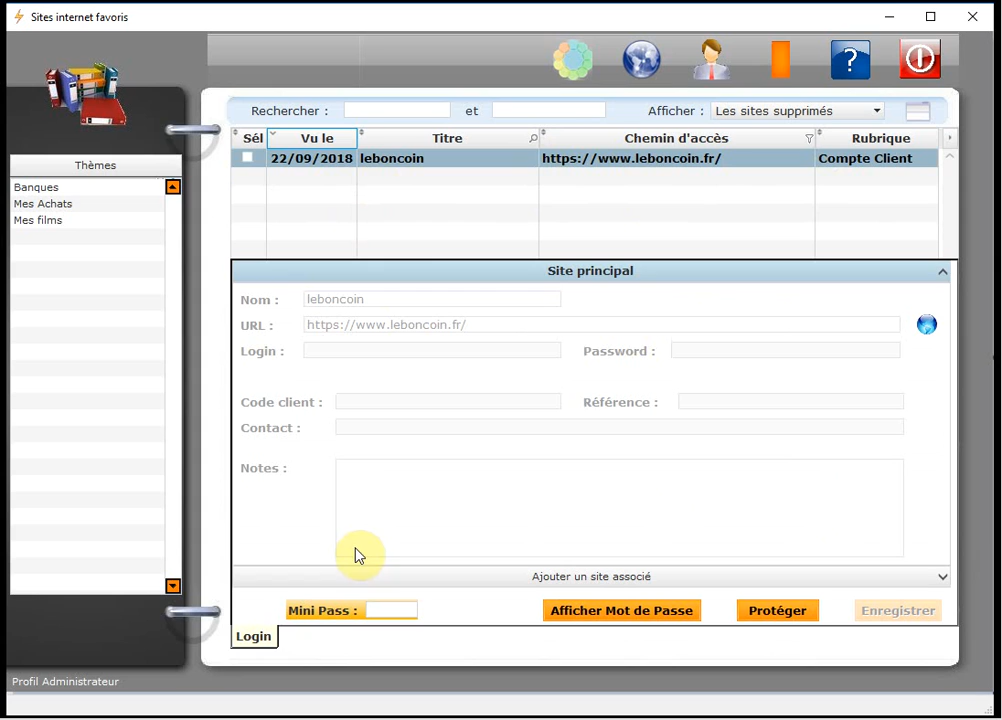 Sites internet favoris
?
Rechercher : et Afficher : Les sites supprimés
Thèmes
Banques
Mes Achats
Mes films
Sél Vu le Titre Chemin d'accès Rubrique
22/09/2018 leboncoin https://www.leboncoin.fr/ Compte Client
Site principal
Nom : leboncoin
URL : https://www.leboncoin.fr/
Login : Password :
Code client : Référence :
Contact :
Notes :
Ajouter un site associé
Mini Pass : Afficher Mot de Passe Protéger Enregistrer
Login
Profil Administrateur